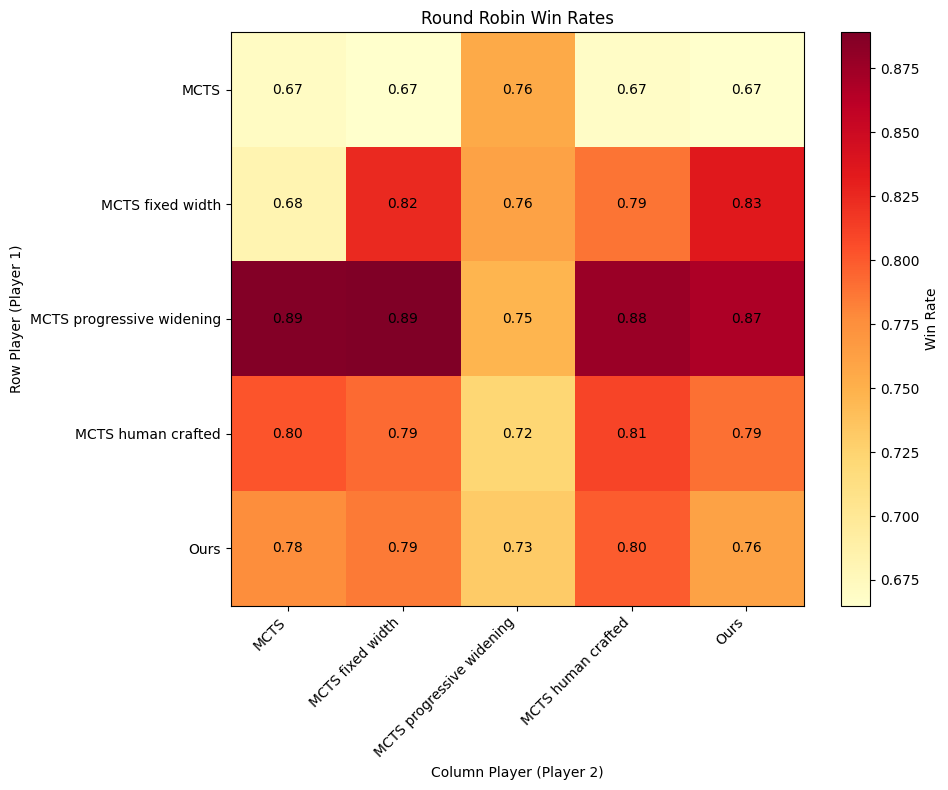 Round Robin Win Rates
Row Player (Player 1)
MCTS 0.67 0.67 0.76 0.67 0.67
MCTS fixed width 0.68 0.82 0.76 0.79 0.83
MCTS progressive widening 0.89 0.89 0.75 0.88 0.87
MCTS human crafted 0.80 0.79 0.72 0.81 0.79
Ours 0.78 0.79 0.73 0.80 0.76
MCTS
MCTS fixed width
MCTS progressive widening
MCTS human crafted
Ours
Column Player (Player 2)
0.875
0.850
0.825
0.800
0.775
0.750
0.725
0.700
0.675
Win Rate